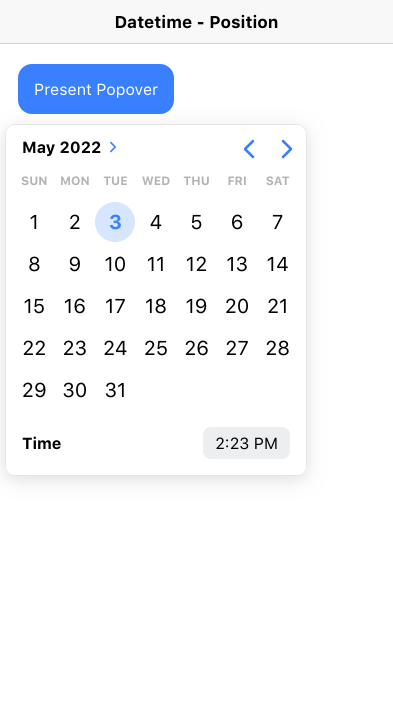 Datetime - Position
Present Popover
May 2022
SUN MON TUE WED THU FRI SAT
1 2 3 4 5 6 7
8 9 10 11 12 13 14
15 16 17 18 19 20 21
22 23 24 25 26 27 28
29 30 31
Time 2:23 PM